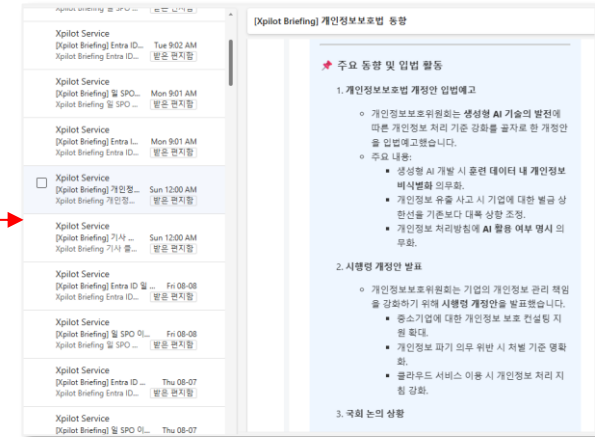 Xpilot Briefing 일 SPO ... 받은 편지함
Xpilot Service
[Xpilot Briefing] Entra ID... Tue 9:02 AM
Xpilot Briefing Entra ID... 받은 편지함
Xpilot Service
[Xpilot Briefing] 일 SPO... Mon 9:01 AM
Xpilot Briefing 일 SPO ... 받은 편지함
Xpilot Service
[Xpilot Briefing] Entra I... Mon 9:01 AM
Xpilot Briefing Entra ID... 받은 편지함
Xpilot Service
[Xpilot Briefing] 개인정... Sun 12:00 AM
Xpilot Briefing 개인정... 받은 편지함
Xpilot Service
[Xpilot Briefing] 기사 ... Sun 12:00 AM
Xpilot Briefing 기사 클... 받은 편지함
Xpilot Service
[Xpilot Briefing] Entra ID 일 ... Fri 08-08
Xpilot Briefing Entra ID... 받은 편지함
Xpilot Service
[Xpilot Briefing] 일 SPO 이... Fri 08-08
Xpilot Briefing 일 SPO ... 받은 편지함
Xpilot Service
[Xpilot Briefing] Entra ID ... Thu 08-07
Xpilot Briefing Entra ID... 받은 편지함
Xpilot Service
[Xpilot Briefing] 일 SPO 이... Thu 08-07
[Xpilot Briefing] 개인정보보호법 동향
📌 주요 동향 및 입법 활동
1. 개인정보보호법 개정안 입법예고
○ 개인정보보호위원회는 생성형 AI 기술의 발전에
따른 개인정보 처리 기준 강화를 골자로 한 개정안
을 입법예고했습니다.
○ 주요 내용:
▪ 생성형 AI 개발 시 훈련 데이터 내 개인정보
비식별화 의무화.
▪ 개인정보 유출 사고 시 기업에 대한 벌금 상
한선을 기존보다 대폭 상향 조정.
▪ 개인정보 처리방침에 AI 활용 여부 명시 의
무화.
2. 시행령 개정안 발표
○ 개인정보보호위원회는 기업의 개인정보 관리 책임
을 강화하기 위해 시행령 개정안을 발표했습니다.
▪ 중소기업에 대한 개인정보 보호 컨설팅 지
원 확대.
▪ 개인정보 파기 의무 위반 시 처벌 기준 명확
화.
▪ 클라우드 서비스 이용 시 개인정보 처리 지
침 강화.
3. 국회 논의 상황